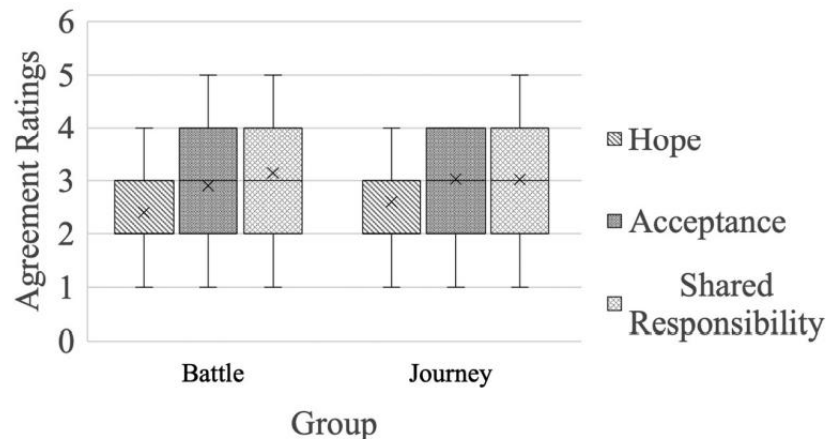 Agreement Ratings
6
5
4
3
2
1
0
Battle
Journey
Group
Hope
Acceptance
Shared
Responsibility